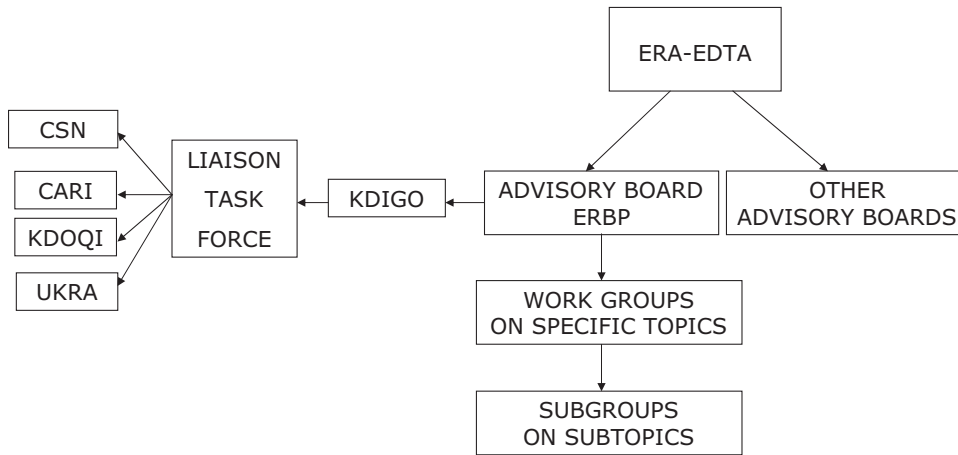 ERA-EDTA
CSN
CARI
KDOQI
UKRA
LIAISON
TASK
FORCE
KDIGO
ADVISORY BOARD
ERBP
OTHER
ADVISORY BOARDS
WORK GROUPS
ON SPECIFIC TOPICS
SUBGROUPS
ON SUBTOPICS